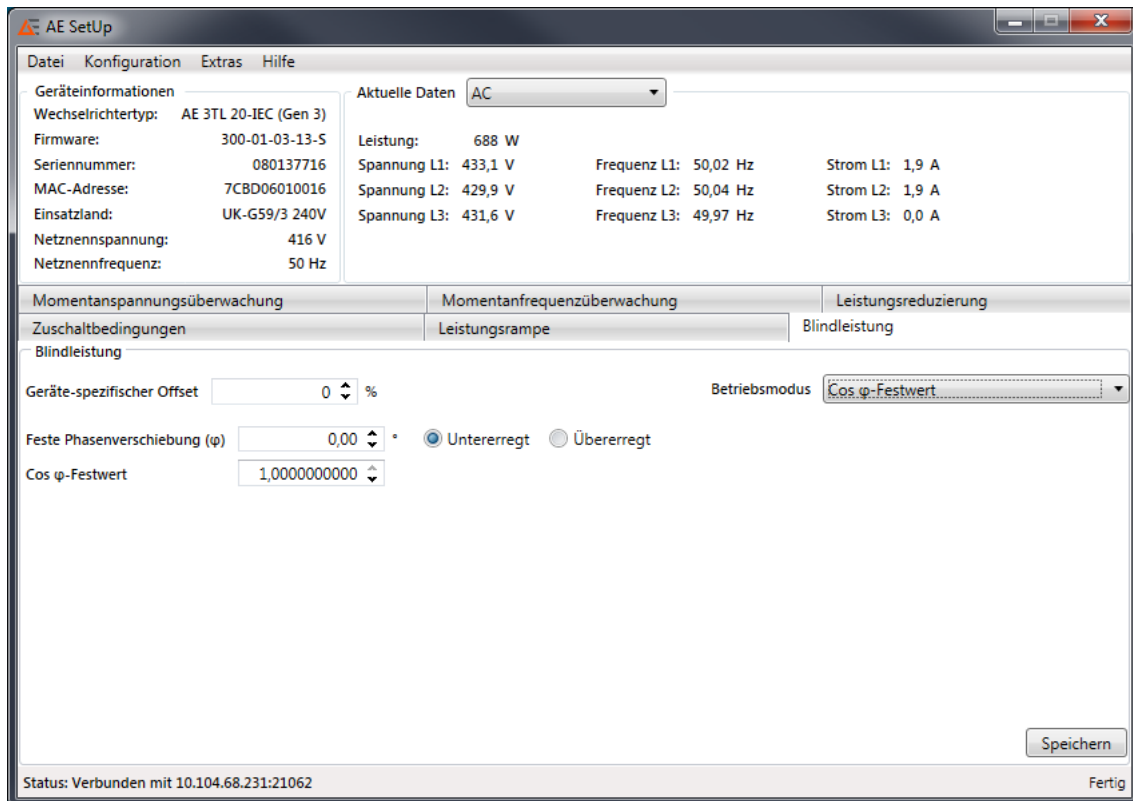 AE SetUp
Datei Konfiguration Extras Hilfe
Geräteinformationen
Wechselrichtertyp: AE 3TL 20-IEC (Gen 3)
Firmware: 300-01-03-13-S
Seriennummer: 080137716
MAC-Adresse: 7CBD06010016
Einsatzland: UK-G59/3 240V
Netznennspannung: 416 V
Netznennfrequenz: 50 Hz
Aktuelle Daten AC
Leistung: 688 W
Spannung L1: 433,1 V Frequenz L1: 50,02 Hz Strom L1: 1,9 A
Spannung L2: 429,9 V Frequenz L2: 50,04 Hz Strom L2: 1,9 A
Spannung L3: 431,6 V Frequenz L3: 49,97 Hz Strom L3: 0,0 A
Momentanspannungsüberwachung Momentanfrequenzüberwachung Leistungsreduzierung
Zuschaltbedingungen Leistungsrampe Blindleistung
Blindleistung
Geräte-spezifischer Offset 0 % Betriebsmodus Cos φ-Festwert
Feste Phasenverschiebung (φ) 0,00 ° Untererregt Übererregt
Cos φ-Festwert 1,0000000000
Speichern
Status: Verbunden mit 10.104.68.231:21062 Fertig